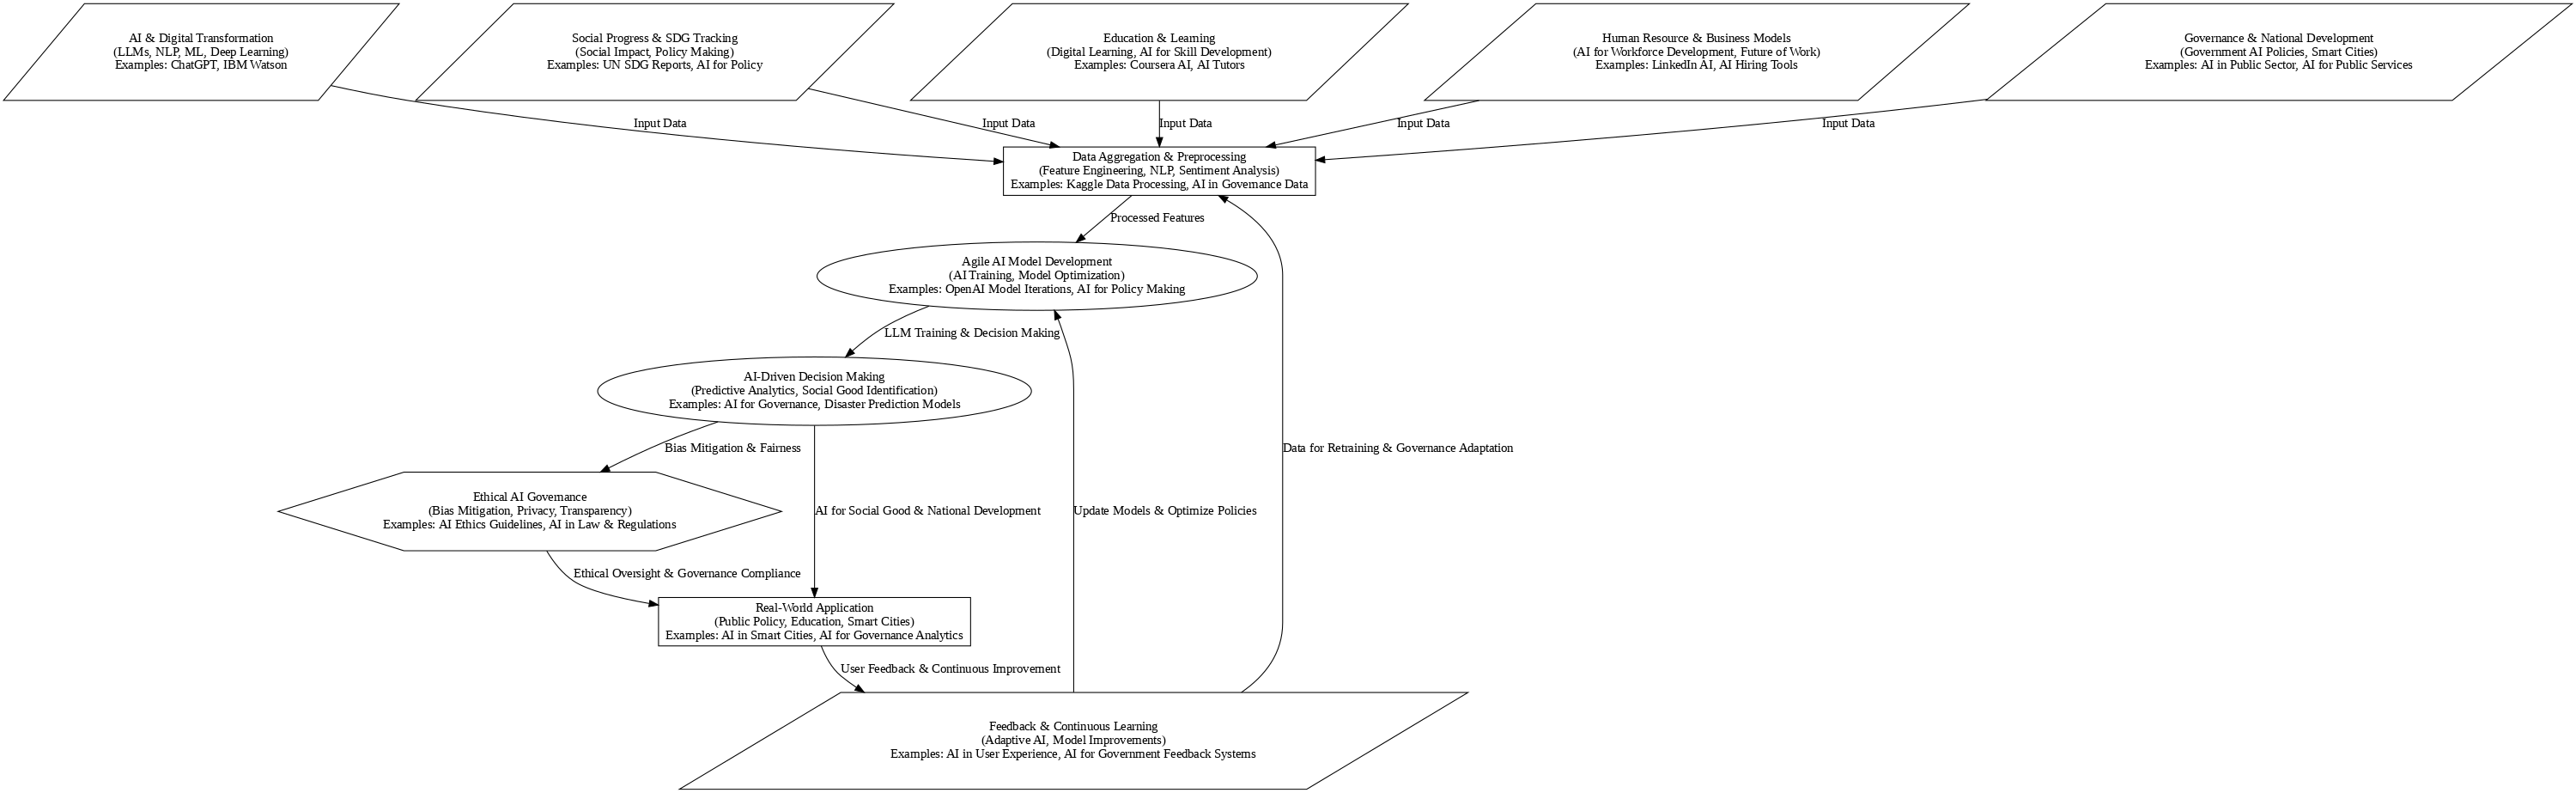 AI & Digital Transformation
(LLMs, NLP, ML, Deep Learning)
Examples: ChatGPT, IBM Watson
Social Progress & SDG Tracking
(Social Impact, Policy Making)
Examples: UN SDG Reports, AI for Policy
Education & Learning
(Digital Learning, AI for Skill Development)
Examples: Coursera AI, AI Tutors
Human Resource & Business Models
(AI for Workforce Development, Future of Work)
Examples: LinkedIn AI, AI Hiring Tools
Governance & National Development
(Government AI Policies, Smart Cities)
Examples: AI in Public Sector, AI for Public Services
Input Data
Input Data
Input Data
Input Data
Input Data
Data Aggregation & Preprocessing
(Feature Engineering, NLP, Sentiment Analysis)
Examples: Kaggle Data Processing, AI in Governance Data
Processed Features
Agile AI Model Development
(AI Training, Model Optimization)
Examples: OpenAI Model Iterations, AI for Policy Making
LLM Training & Decision Making
AI-Driven Decision Making
(Predictive Analytics, Social Good Identification)
Examples: AI for Governance, Disaster Prediction Models
Bias Mitigation & Fairness
Data for Retraining & Governance Adaptation
Ethical AI Governance
(Bias Mitigation, Privacy, Transparency)
Examples: AI Ethics Guidelines, AI in Law & Regulations
AI for Social Good & National Development
Update Models & Optimize Policies
Ethical Oversight & Governance Compliance
Real-World Application
(Public Policy, Education, Smart Cities)
Examples: AI in Smart Cities, AI for Governance Analytics
User Feedback & Continuous Improvement
Feedback & Continuous Learning
(Adaptive AI, Model Improvements)
Examples: AI in User Experience, AI for Government Feedback Systems